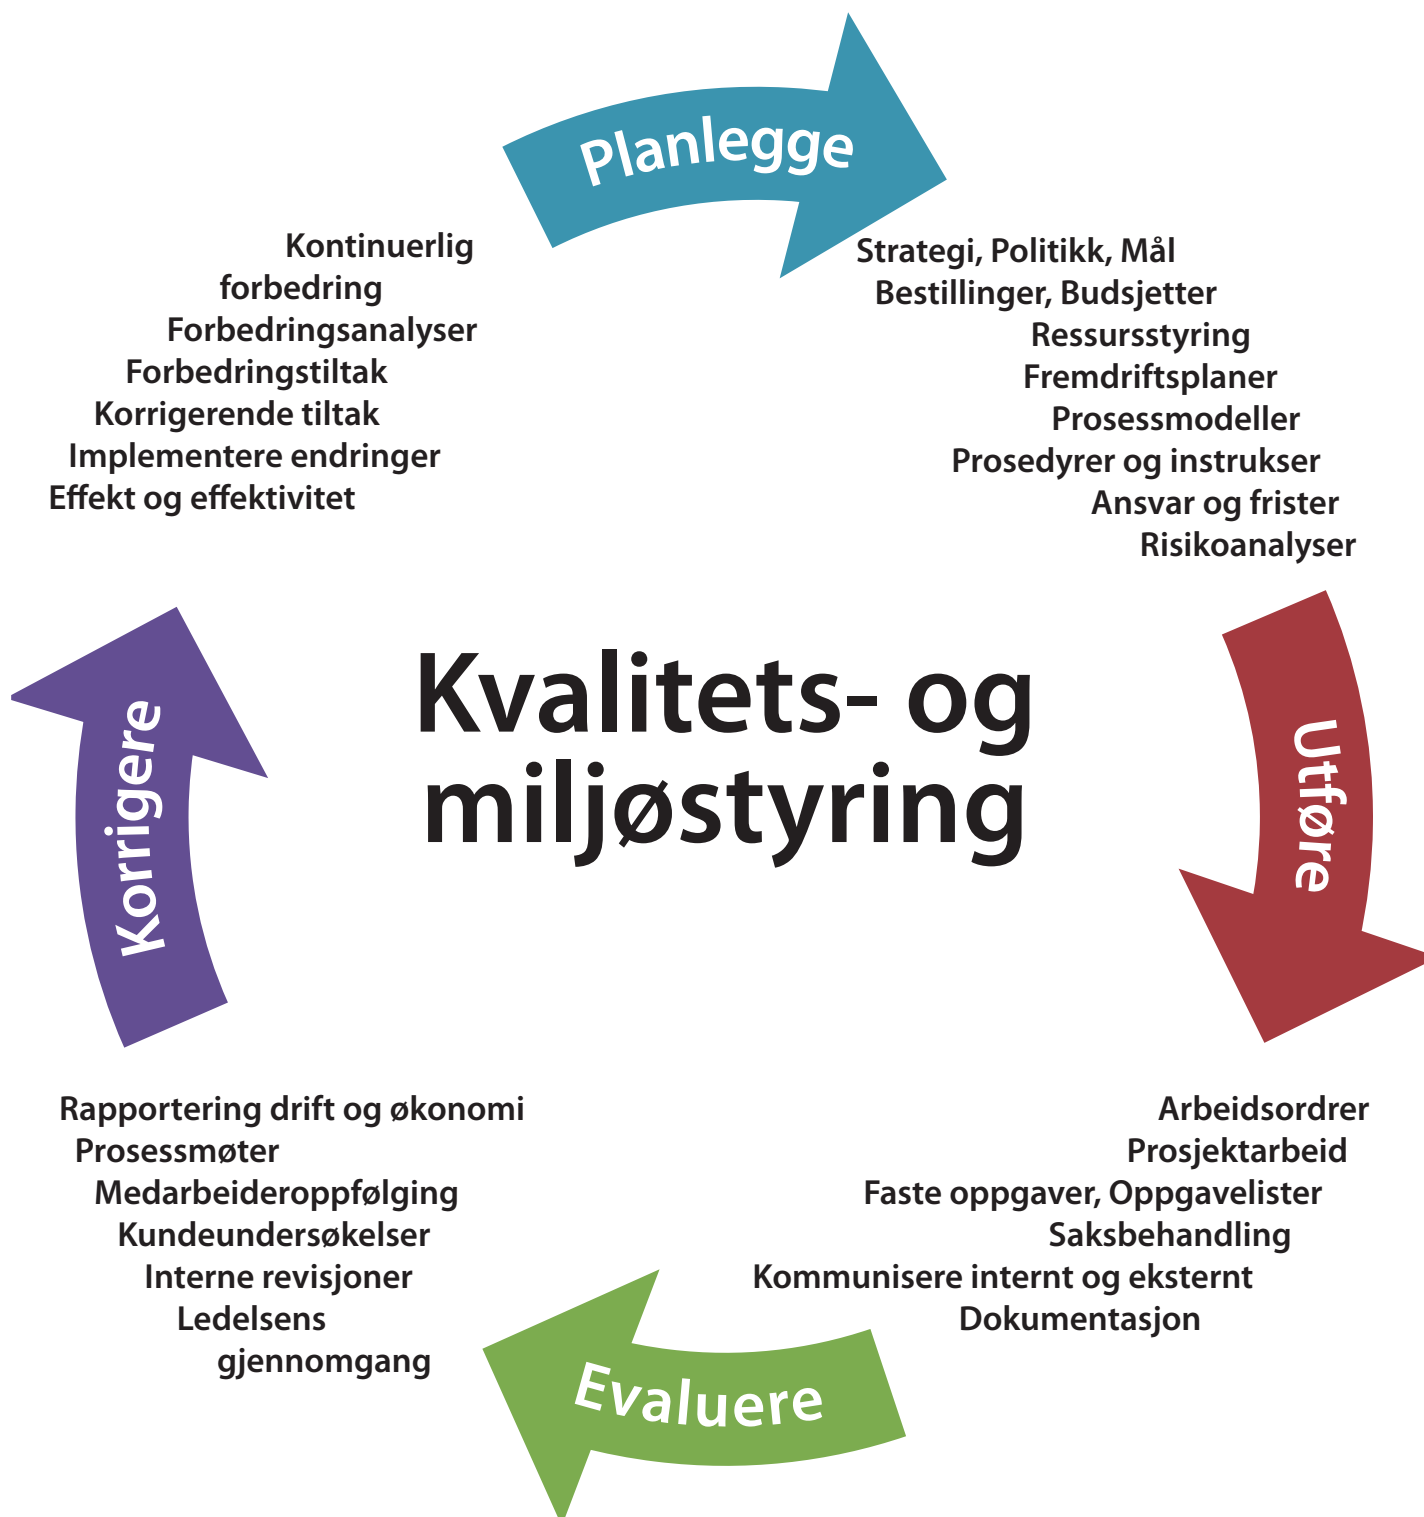 Planlegge
Strategi, Politikk, Mål
Bestillinger, Budsjetter
Ressursstyring
Fremdriftsplaner
Prosessmodeller
Prosedyrer og instrukser
Ansvar og frister
Risikoanalyser
Utføre
Arbeidsordrer
Prosjektarbeid
Faste oppgaver, Oppgavelister
Saksbehandling
Kommunisere internt og eksternt
Dokumentasjon
Evaluere
Rapportering drift og økonomi
Prosessmøter
Medarbeideroppfølging
Kundeundersøkelser
Interne revisjoner
Ledelsens
gjennomgang
Korrigere
Kontinuerlig
forbedring
Forbedringsanalyser
Forbedringstiltak
Korrigerende tiltak
Implementere endringer
Effekt og effektivitet
Kvalitets- og
miljøstyring